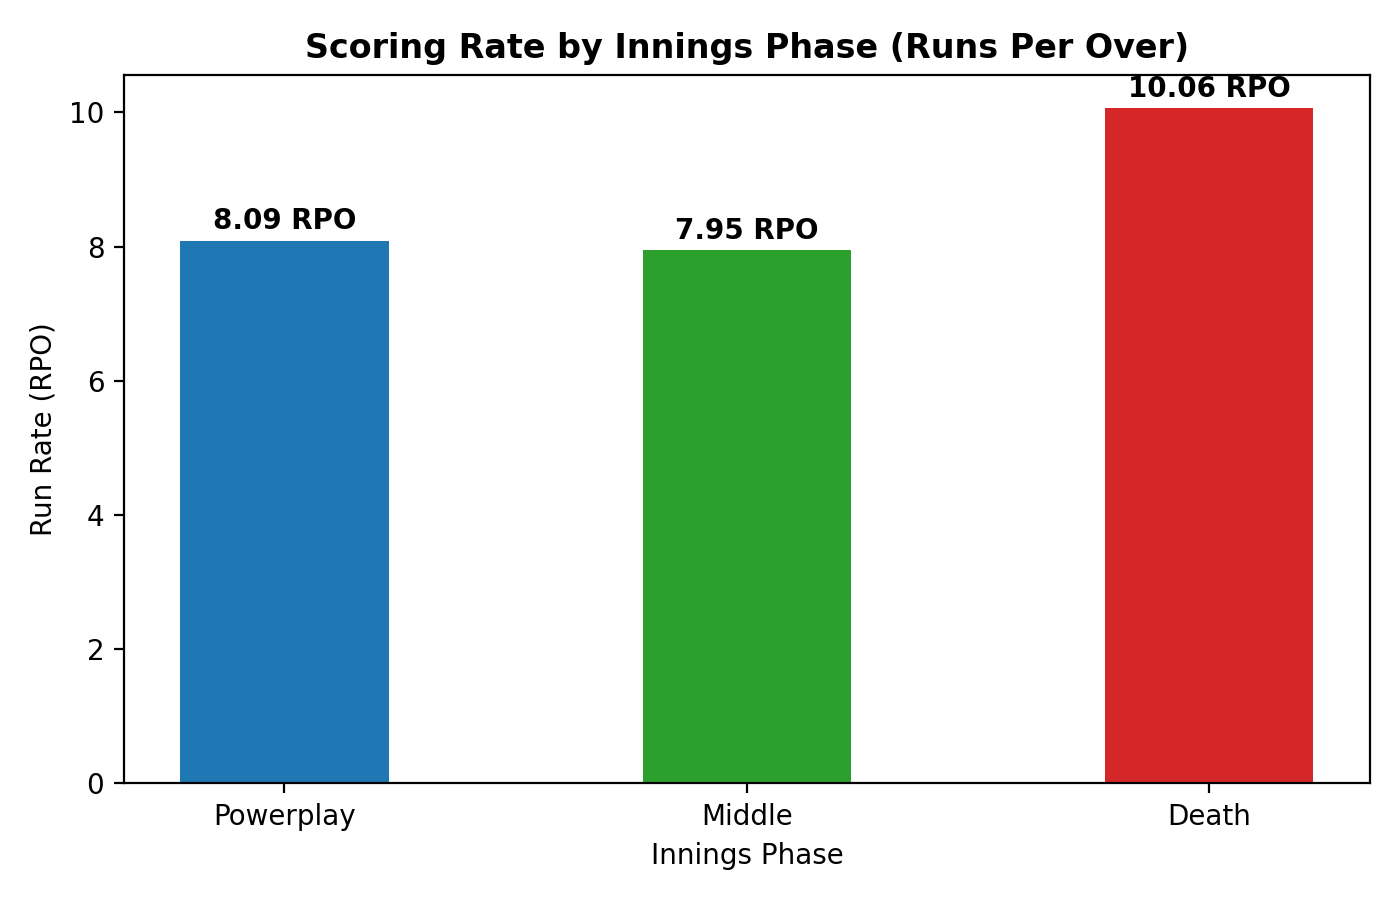 Scoring Rate by Innings Phase (Runs Per Over)
10.06 RPO
8.09 RPO
7.95 RPO
10
8
6
4
2
0
Run Rate (RPO)
Powerplay
Middle
Death
Innings Phase